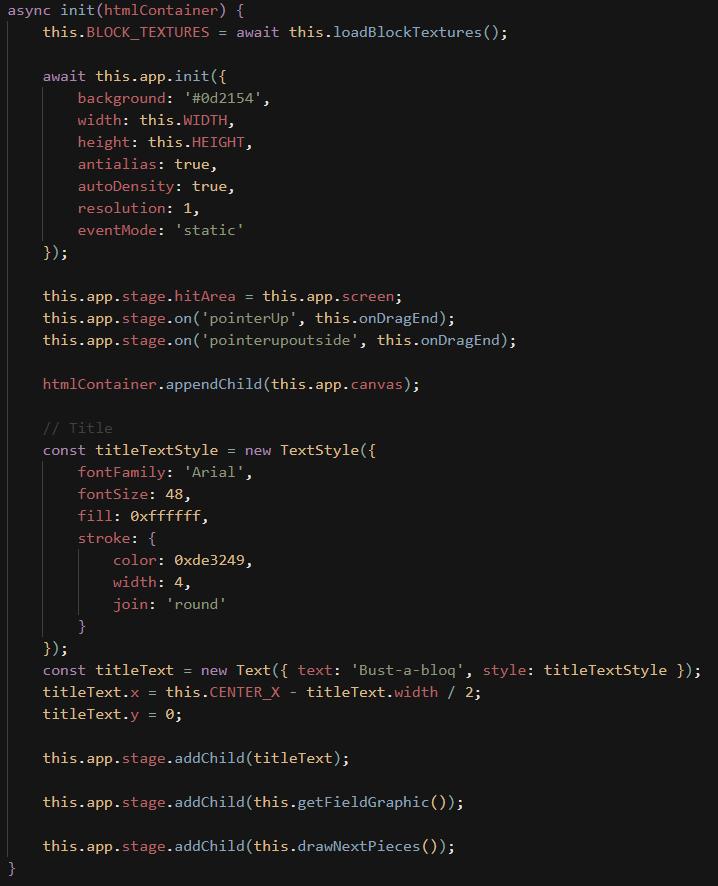 async init(htmlContainer) {
    this.BLOCK_TEXTURES = await this.loadBlockTextures();

    await this.app.init({
        background: '#0d2154',
        width: this.WIDTH,
        height: this.HEIGHT,
        antialias: true,
        autoDensity: true,
        resolution: 1,
        eventMode: 'static'
    });

    this.app.stage.hitArea = this.app.screen;
    this.app.stage.on('pointerUp', this.onDragEnd);
    this.app.stage.on('pointerupoutside', this.onDragEnd);

    htmlContainer.appendChild(this.app.canvas);

    // Title
    const titleTextStyle = new TextStyle({
        fontFamily: 'Arial',
        fontSize: 48,
        fill: 0xffffff,
        stroke: {
            color: 0xde3249,
            width: 4,
            join: 'round'
        }
    });
    const titleText = new Text({ text: 'Bust-a-bloq', style: titleTextStyle });
    titleText.x = this.CENTER_X - titleText.width / 2;
    titleText.y = 0;

    this.app.stage.addChild(titleText);

    this.app.stage.addChild(this.getFieldGraphic());

    this.app.stage.addChild(this.drawNextPieces());
}